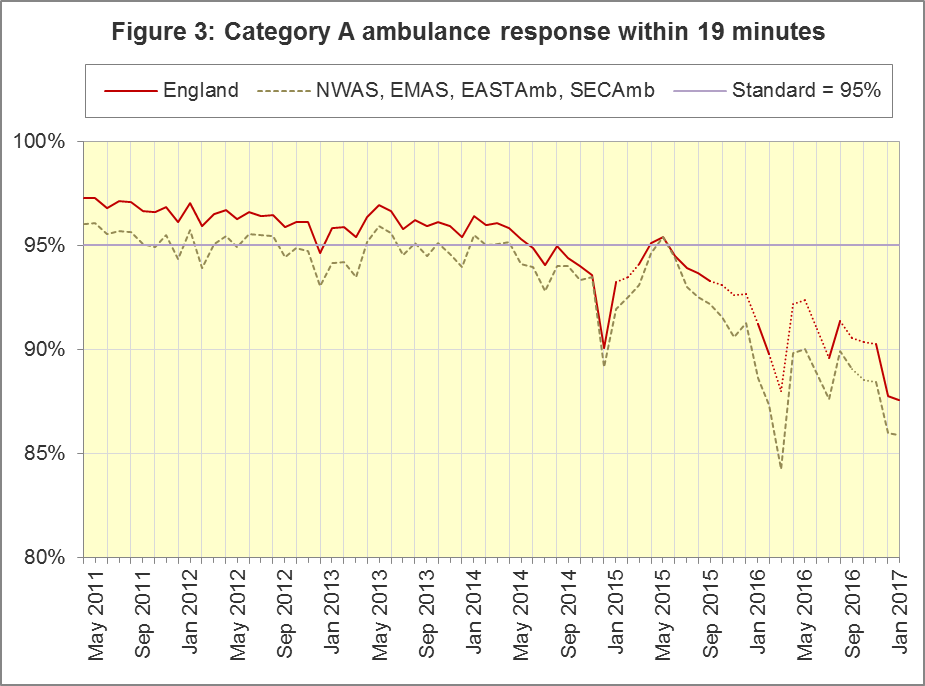 Figure 3: Category A ambulance response within 19 minutes
England NWAS, EMAS, EASTAmb, SECAmb Standard = 95%
100%
95%
90%
85%
80%
May 2011
Sep 2011
Jan 2012
May 2012
Sep 2012
Jan 2013
May 2013
Sep 2013
Jan 2014
May 2014
Sep 2014
Jan 2015
May 2015
Sep 2015
Jan 2016
May 2016
Sep 2016
Jan 2017